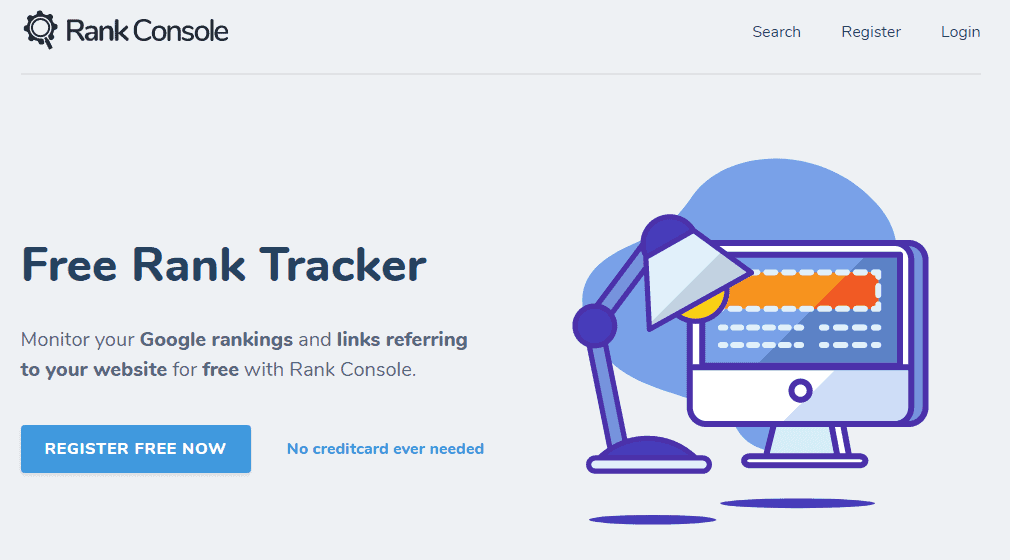 Rank Console
Search
Register
Login
Free Rank Tracker
Monitor your Google rankings and links referring
to your website for free with Rank Console.
REGISTER FREE NOW
No creditcard ever needed